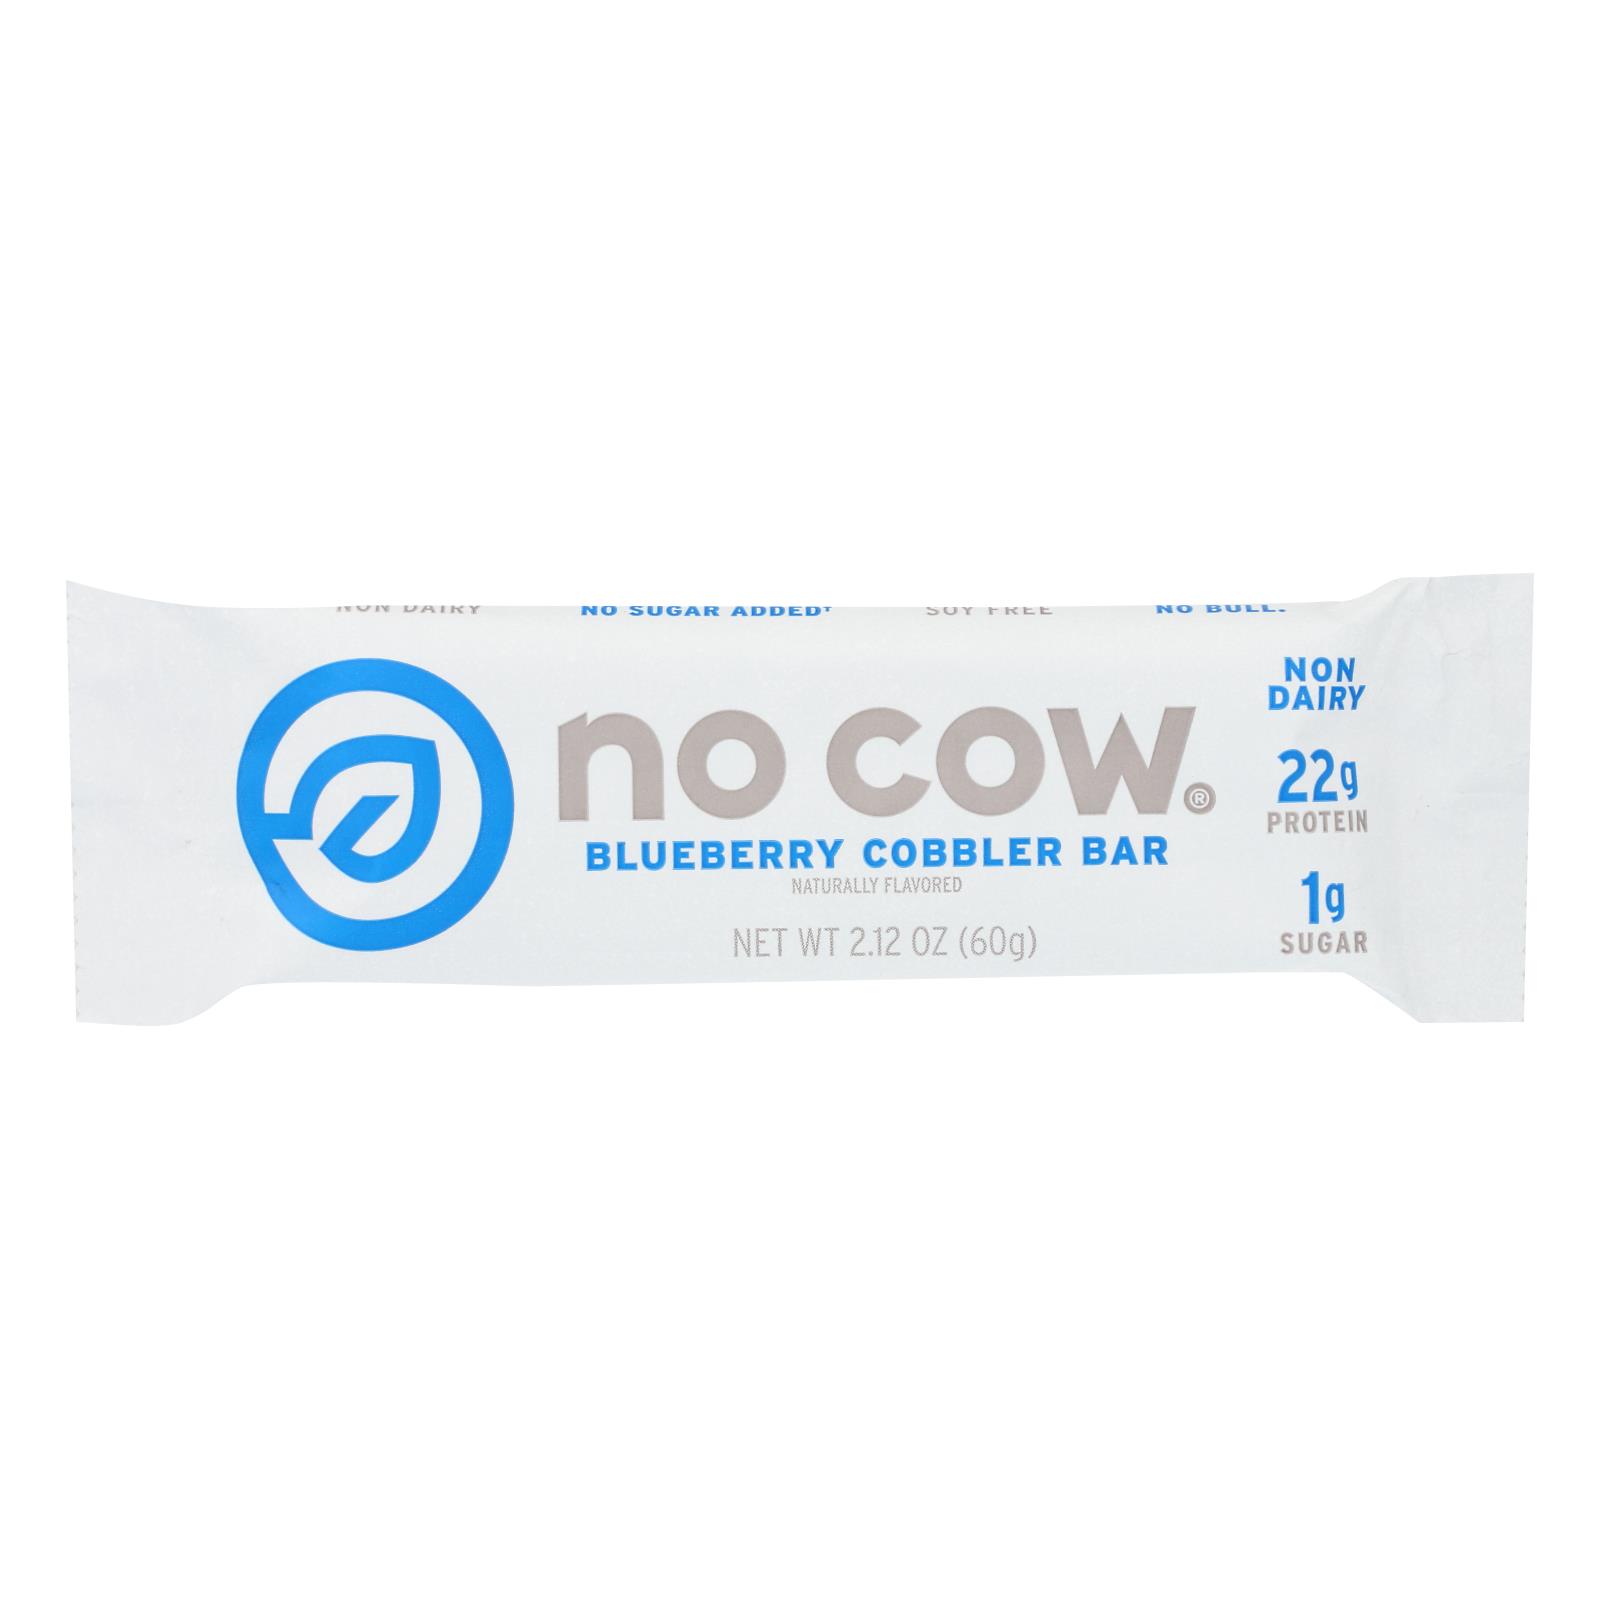 NON DAIRY NO SUGAR ADDED† SOY FREE NO BULL.
no cow.®
BLUEBERRY COBBLER BAR
NATURALLY FLAVORED
NET WT 2.12 OZ (60g)
NON
DAIRY
22g
PROTEIN
1g
SUGAR